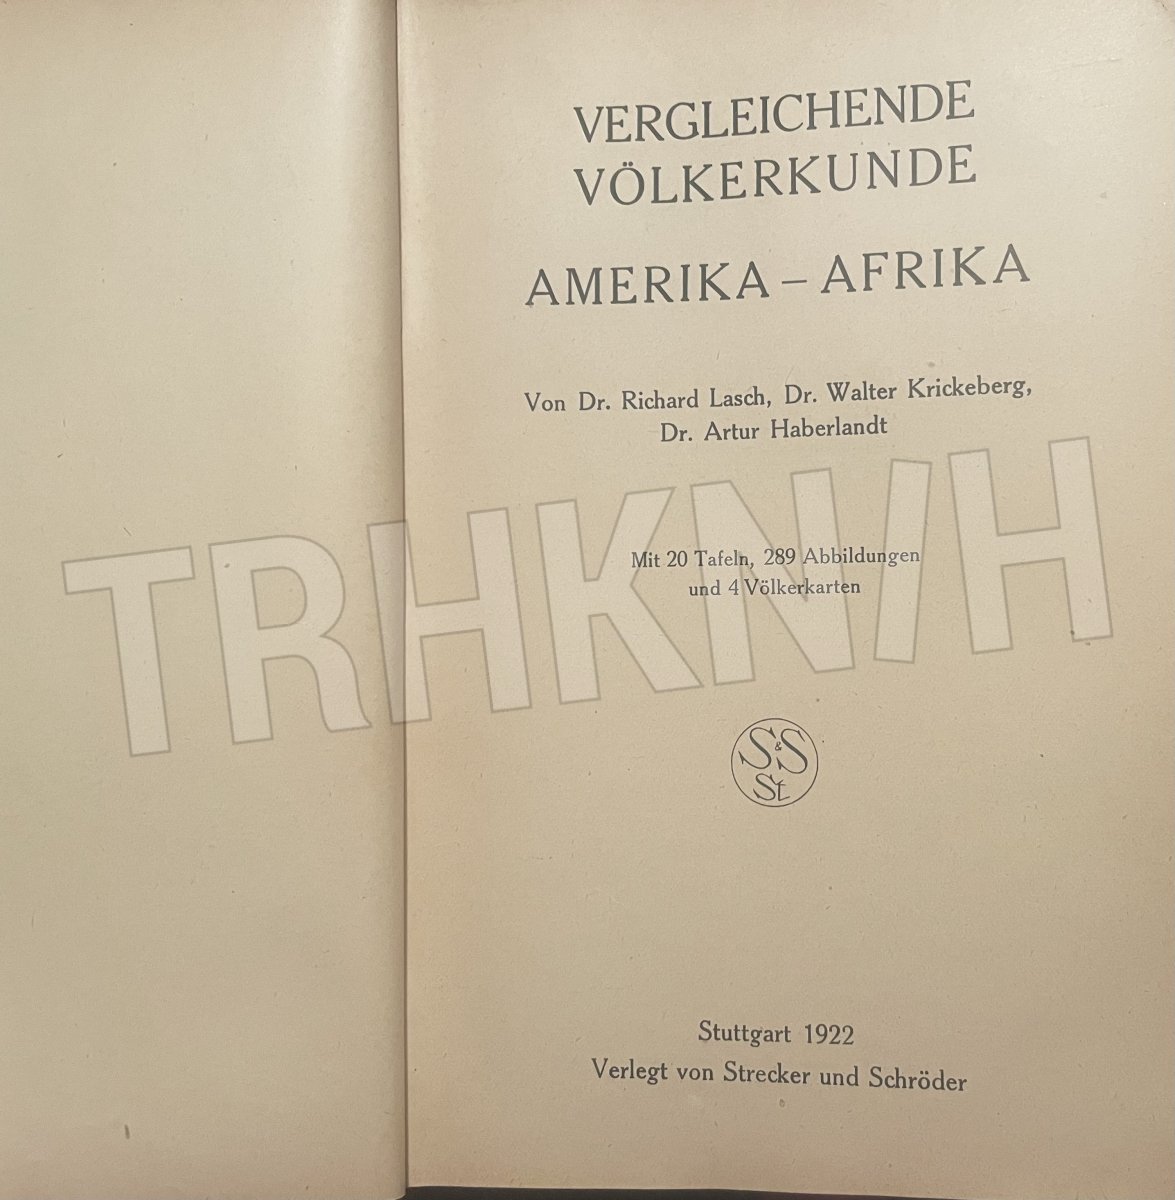 VERGLEICHENDE
VÖLKERKUNDE
AMERIKA – AFRIKA
Von Dr. Richard Lasch, Dr. Walter Krickeberg,
Dr. Artur Haberlandt
TRHKN/H
Mit 20 Tafeln, 289 Abbildungen
und 4 Völkerkarten
S & S
St
Stuttgart 1922
Verlegt von Strecker und Schröder